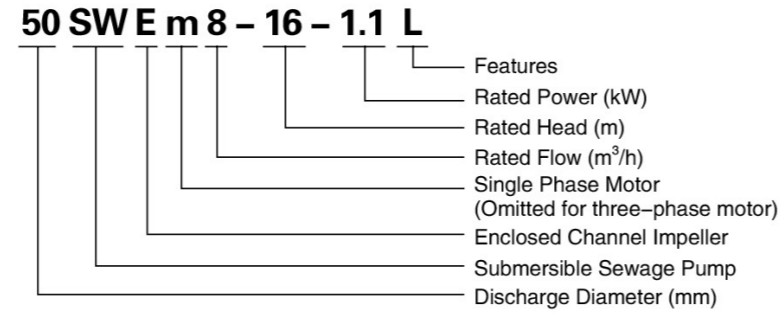 50 SW E m 8 – 16 – 1.1 L
Features
Rated Power (kW)
Rated Head (m)
Rated Flow (m³/h)
Single Phase Motor
(Omitted for three–phase motor)
Enclosed Channel Impeller
Submersible Sewage Pump
Discharge Diameter (mm)